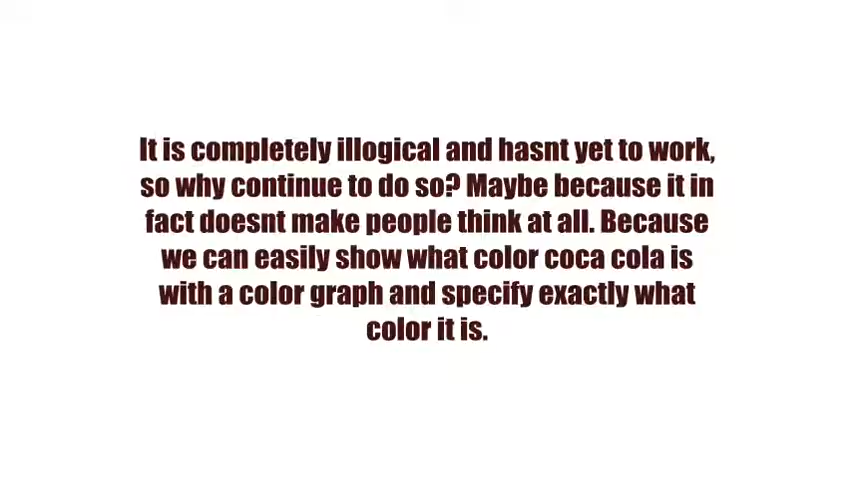 It is completely illogical and hasnt yet to work,
so why continue to do so? Maybe because it in
fact doesnt make people think at all. Because
we can easily show what color coca cola is
with a color graph and specify exactly what
color it is.